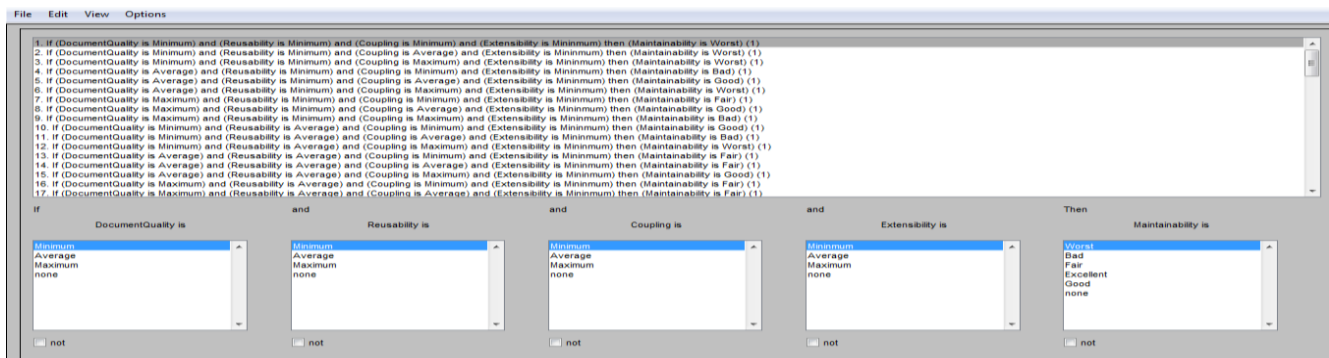 File Edit View Options
1. If (DocumentQuality is Minimum) and (Reusability is Minimum) and (Coupling is Minimum) and (Extensibility is Mininmum) then (Maintainability is Worst) (1)
2. If (DocumentQuality is Minimum) and (Reusability is Minimum) and (Coupling is Average) and (Extensibility is Mininmum) then (Maintainability is Worst) (1)
3. If (DocumentQuality is Minimum) and (Reusability is Minimum) and (Coupling is Maximum) and (Extensibility is Mininmum) then (Maintainability is Worst) (1)
4. If (DocumentQuality is Average) and (Reusability is Minimum) and (Coupling is Minimum) and (Extensibility is Mininmum) then (Maintainability is Bad) (1)
5. If (DocumentQuality is Average) and (Reusability is Minimum) and (Coupling is Average) and (Extensibility is Mininmum) then (Maintainability is Good) (1)
6. If (DocumentQuality is Average) and (Reusability is Minimum) and (Coupling is Maximum) and (Extensibility is Mininmum) then (Maintainability is Worst) (1)
7. If (DocumentQuality is Maximum) and (Reusability is Minimum) and (Coupling is Minimum) and (Extensibility is Mininmum) then (Maintainability is Fair) (1)
8. If (DocumentQuality is Maximum) and (Reusability is Minimum) and (Coupling is Average) and (Extensibility is Mininmum) then (Maintainability is Good) (1)
9. If (DocumentQuality is Maximum) and (Reusability is Minimum) and (Coupling is Maximum) and (Extensibility is Mininmum) then (Maintainability is Bad) (1)
10. If (DocumentQuality is Minimum) and (Reusability is Average) and (Coupling is Minimum) and (Extensibility is Mininmum) then (Maintainability is Good) (1)
11. If (DocumentQuality is Minimum) and (Reusability is Average) and (Coupling is Average) and (Extensibility is Mininmum) then (Maintainability is Bad) (1)
12. If (DocumentQuality is Minimum) and (Reusability is Average) and (Coupling is Maximum) and (Extensibility is Mininmum) then (Maintainability is Worst) (1)
13. If (DocumentQuality is Average) and (Reusability is Average) and (Coupling is Minimum) and (Extensibility is Mininmum) then (Maintainability is Fair) (1)
14. If (DocumentQuality is Average) and (Reusability is Average) and (Coupling is Average) and (Extensibility is Mininmum) then (Maintainability is Fair) (1)
15. If (DocumentQuality is Average) and (Reusability is Average) and (Coupling is Maximum) and (Extensibility is Mininmum) then (Maintainability is Good) (1)
16. If (DocumentQuality is Maximum) and (Reusability is Average) and (Coupling is Minimum) and (Extensibility is Mininmum) then (Maintainability is Fair) (1)
17. If (DocumentQuality is Maximum) and (Reusability is Average) and (Coupling is Average) and (Extensibility is Mininmum) then (Maintainability is Fair) (1)
If and and and Then
DocumentQuality is Reusability is Coupling is Extensibility is Maintainability is
Minimum Minimum Minimum Mininmum Worst
Average Average Average Average Bad
Maximum Maximum Maximum Maximum Fair
none none none none Excellent
Good
none
not not not not not